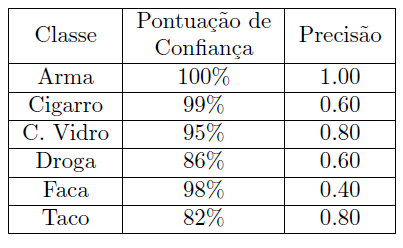 Classe Pontuação de Confiança Precisão
Arma 100% 1.00
Cigarro 99% 0.60
C. Vidro 95% 0.80
Droga 86% 0.60
Faca 98% 0.40
Taco 82% 0.80